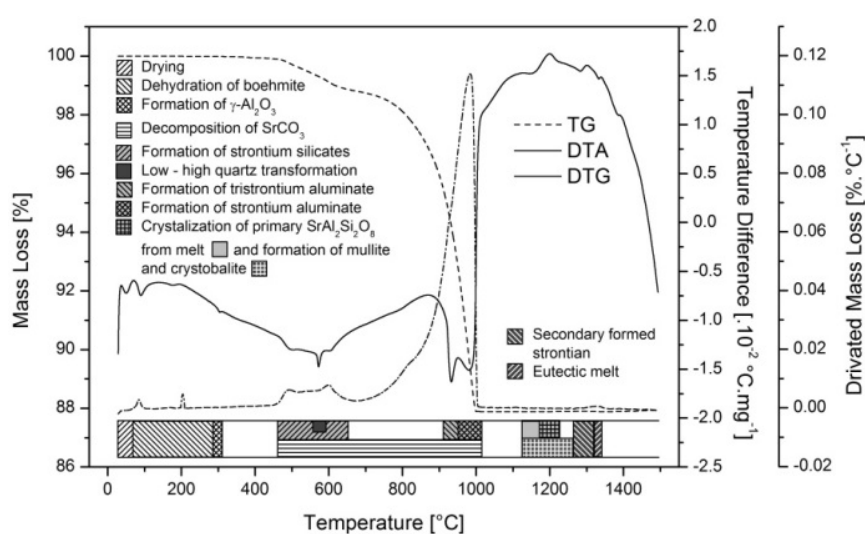 Drying
Dehydration of boehmite
Formation of γ-Al₂O₃
Decomposition of SrCO₃
Formation of strontium silicates
Low - high quartz transformation
Formation of tristrontium aluminate
Formation of strontium aluminate
Crystalization of primary SrAl₂Si₂O₈
from melt and formation of mullite
and crystobalite
TG
DTA
DTG
Secondary formed
strontian
Eutectic melt
Mass Loss [%]
100
98
96
94
92
90
88
86
0
200
400
600
800
1000
1200
1400
Temperature [°C]
2.0
1.5
1.0
0.5
0.0
-0.5
-1.0
-1.5
-2.0
-2.5
Temperature Difference [.10⁻² °C.mg⁻¹]
0.12
0.10
0.08
0.06
0.04
0.02
0.00
-0.02
Drivated Mass Loss [%.°C⁻¹]